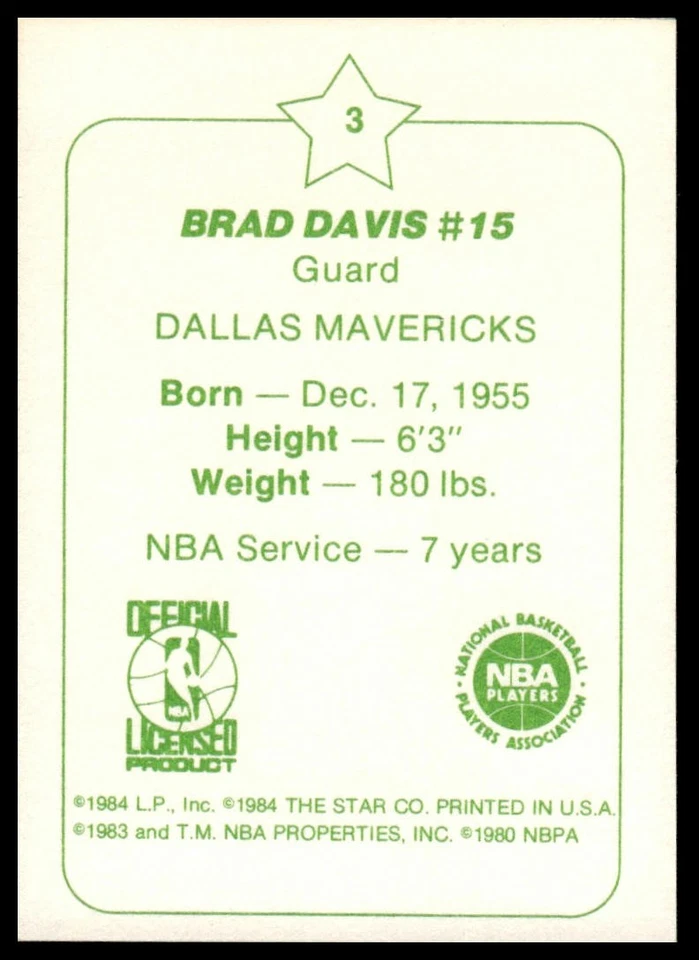 3
BRAD DAVIS #15
Guard
DALLAS MAVERICKS
Born — Dec. 17, 1955
Height — 6'3"
Weight — 180 lbs.
NBA Service — 7 years
OFFICIAL
NBA
LICENSED
PRODUCT
NATIONAL BASKETBALL
NBA
PLAYERS
PLAYERS ASSOCIATION
©1984 L.P., Inc. ©1984 THE STAR CO. PRINTED IN U.S.A.
©1983 and T.M. NBA PROPERTIES, INC. ©1980 NBPA